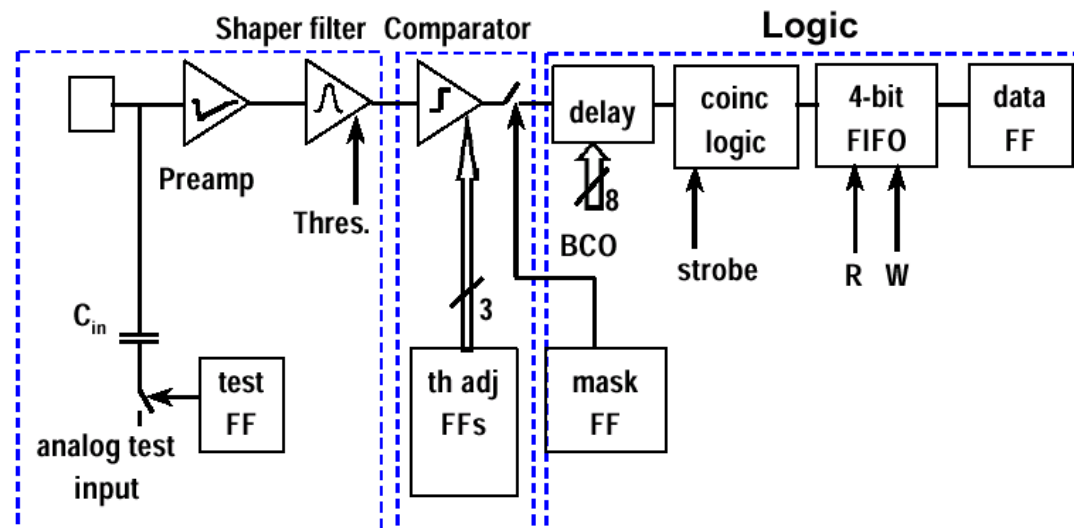 Shaper filter
Comparator
Logic
Preamp
Thres.
delay
8
BCO
coinc
logic
strobe
4-bit
FIFO
R W
data
FF
Cin
test
FF
analog test
input
3
th adj
FFs
mask
FF